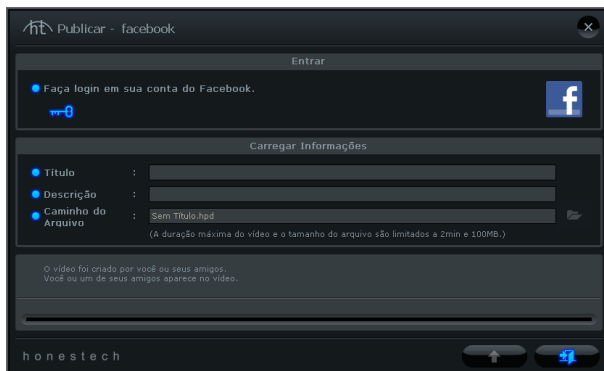 ht Publicar - facebook
Entrar
Faça login em sua conta do Facebook.
f
Carregar Informações
Título :
Descrição :
Caminho do Arquivo : Sem Título.hpd
(A duração máxima do vídeo e o tamanho do arquivo são limitados a 2min e 100MB.)
O vídeo foi criado por você ou seus amigos.
Você ou um de seus amigos aparece no vídeo.
honestech